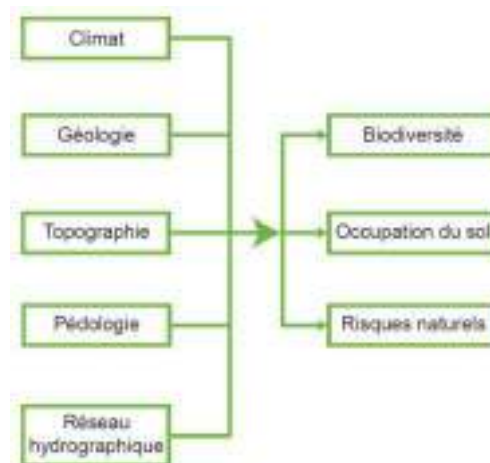 Climat
Géologie
Topographie
Pédologie
Réseau
hydrographique
Biodiversité
Occupation du sol
Risques naturels